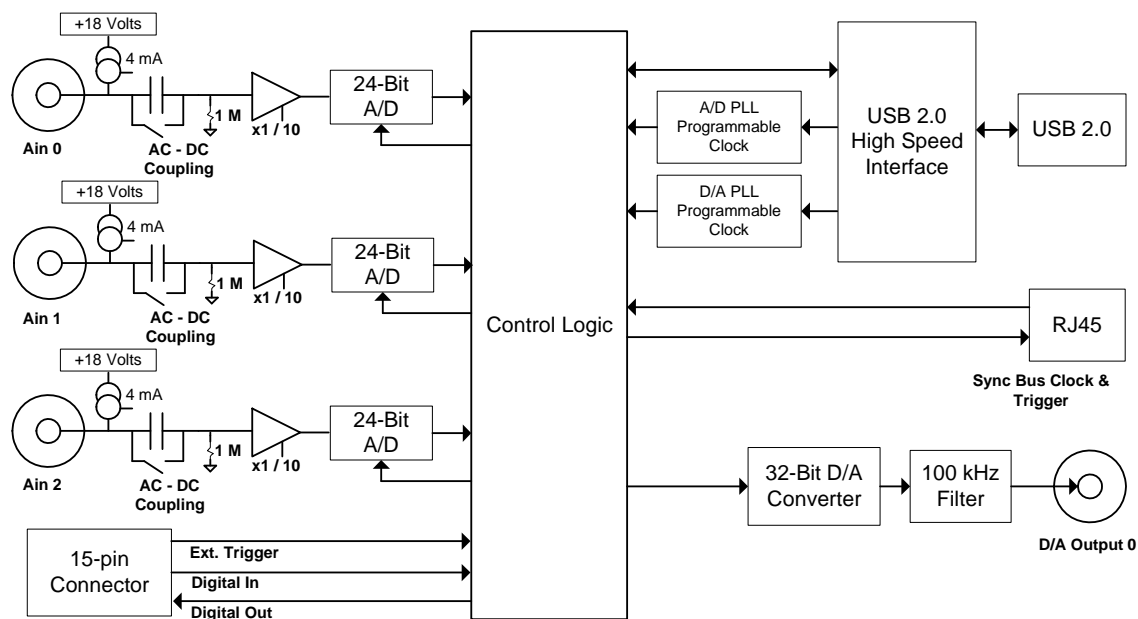 +18 Volts
4 mA
1 M
x1 / 10
24-Bit
A/D
Ain 0
AC - DC
Coupling
+18 Volts
4 mA
1 M
x1 / 10
24-Bit
A/D
Ain 1
AC - DC
Coupling
+18 Volts
4 mA
1 M
x1 / 10
24-Bit
A/D
Ain 2
AC - DC
Coupling
15-pin
Connector
Ext. Trigger
Digital In
Digital Out
Control Logic
A/D PLL
Programmable
Clock
D/A PLL
Programmable
Clock
USB 2.0
High Speed
Interface
USB 2.0
RJ45
Sync Bus Clock &
Trigger
32-Bit D/A
Converter
100 kHz
Filter
D/A Output 0